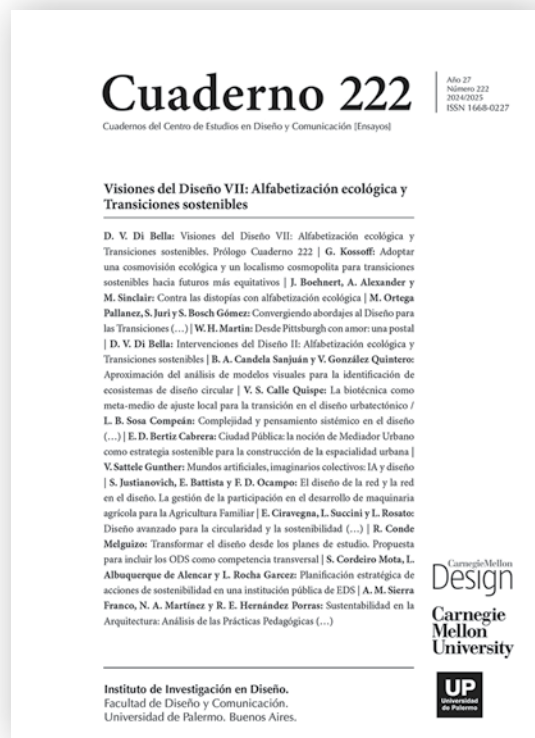 Cuaderno 222
Año 27
Número 222
2024/2025
ISSN 1668-0227
Cuadernos del Centro de Estudios en Diseño y Comunicación [Ensayos]
Visiones del Diseño VII: Alfabetización ecológica y
Transiciones sostenibles
D. V. Di Bella: Visiones del Diseño VII: Alfabetización ecológica y
Transiciones sostenibles. Prólogo Cuaderno 222 | G. Kossoff: Adoptar
una cosmovisión ecológica y un localismo cosmopolita para transiciones
sostenibles hacia futuros más equitativos | J. Boehnert, A. Alexander y
M. Sinclair: Contra las distopías con alfabetización ecológica | M. Ortega
Pallanez, S. Juri y S. Bosch Gómez: Convergiendo abordajes al Diseño para
las Transiciones (…) | W. H. Martin: Desde Pittsburgh con amor: una postal
| D. V. Di Bella: Intervenciones del Diseño II: Alfabetización ecológica y
Transiciones sostenibles | B. A. Candela Sanjuán y V. González Quintero:
Aproximación del análisis de modelos visuales para la identificación de
ecosistemas de diseño circular | V. S. Calle Quispe: La biotécnica como
meta-medio de ajuste local para la transición en el diseño urbatectónico /
L. B. Sosa Compeán: Complejidad y pensamiento sistémico en el diseño
(…) | E. D. Bertiz Cabrera: Ciudad Pública: la noción de Mediador Urbano
como estrategia sostenible para la construcción de la espacialidad urbana |
V. Sattele Gunther: Mundos artificiales, imaginarios colectivos: IA y diseño
| S. Justianovich, E. Battista y F. D. Ocampo: El diseño de la red y la red
en el diseño. La gestión de la participación en el desarrollo de maquinaria
agrícola para la Agricultura Familiar | E. Ciravegna, L. Succini y L. Rosato:
Diseño avanzado para la circularidad y la sostenibilidad (…) | R. Conde
Melguizo: Transformar el diseño desde los planes de estudio. Propuesta
para incluir los ODS como competencia transversal | S. Cordeiro Mota, L.
Albuquerque de Alencar y L. Rocha Garcez: Planificación estratégica de
acciones de sostenibilidad en una institución pública de EDS | A. M. Sierra
Franco, N. A. Martínez y R. E. Hernández Porras: Sustentabilidad en la
Arquitectura: Análisis de las Prácticas Pedagógicas (…)
CarnegieMellon
Design
Carnegie
Mellon
University
UP
Universidad
de Palermo
Instituto de Investigación en Diseño.
Facultad de Diseño y Comunicación.
Universidad de Palermo. Buenos Aires.